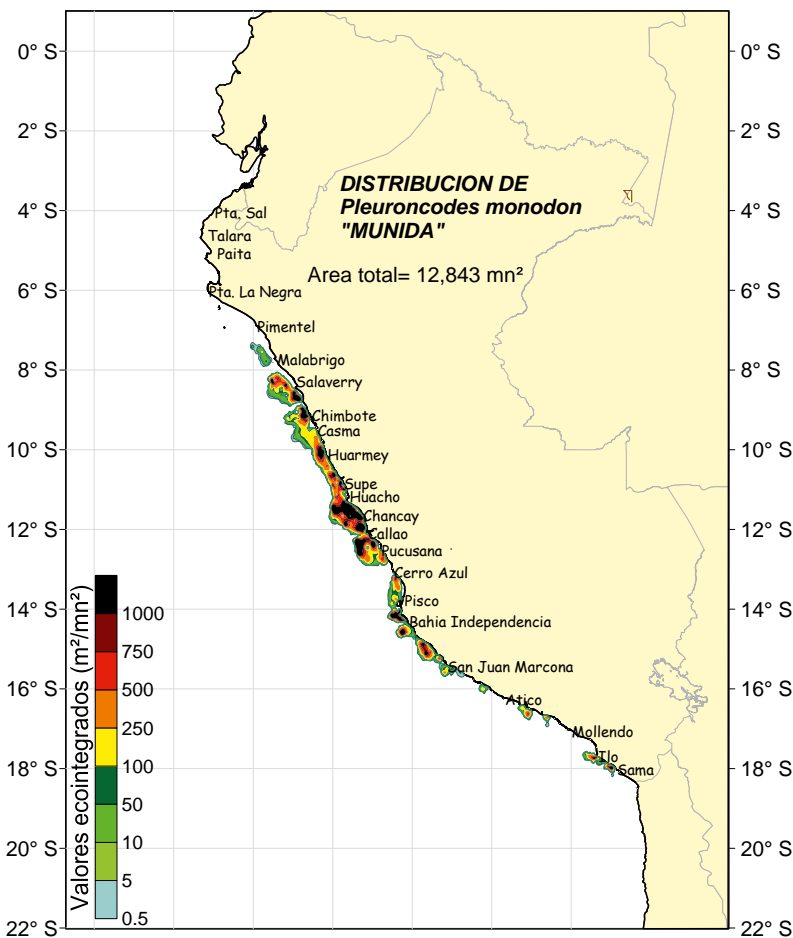 DISTRIBUCION DE
Pleuroncodes monodon
"MUNIDA"
Area total= 12,843 mn²
0° S
2° S
4° S
6° S
8° S
10° S
12° S
14° S
16° S
18° S
20° S
22° S
0° S
2° S
4° S
6° S
8° S
10° S
12° S
14° S
16° S
18° S
20° S
22° S
Pta. Sal
Talara
Paita
Pta. La Negra
Pimentel
Malabrigo
Salaverry
Chimbote
Casma
Huarmey
Supe
Huacho
Chancay
Callao
Pucusana
Cerro Azul
Pisco
Bahia Independencia
San Juan Marcona
Atico
Mollendo
Ilo
Sama
Valores ecointegrados (m²/mn²)
1000
750
500
250
100
50
10
5
0.5